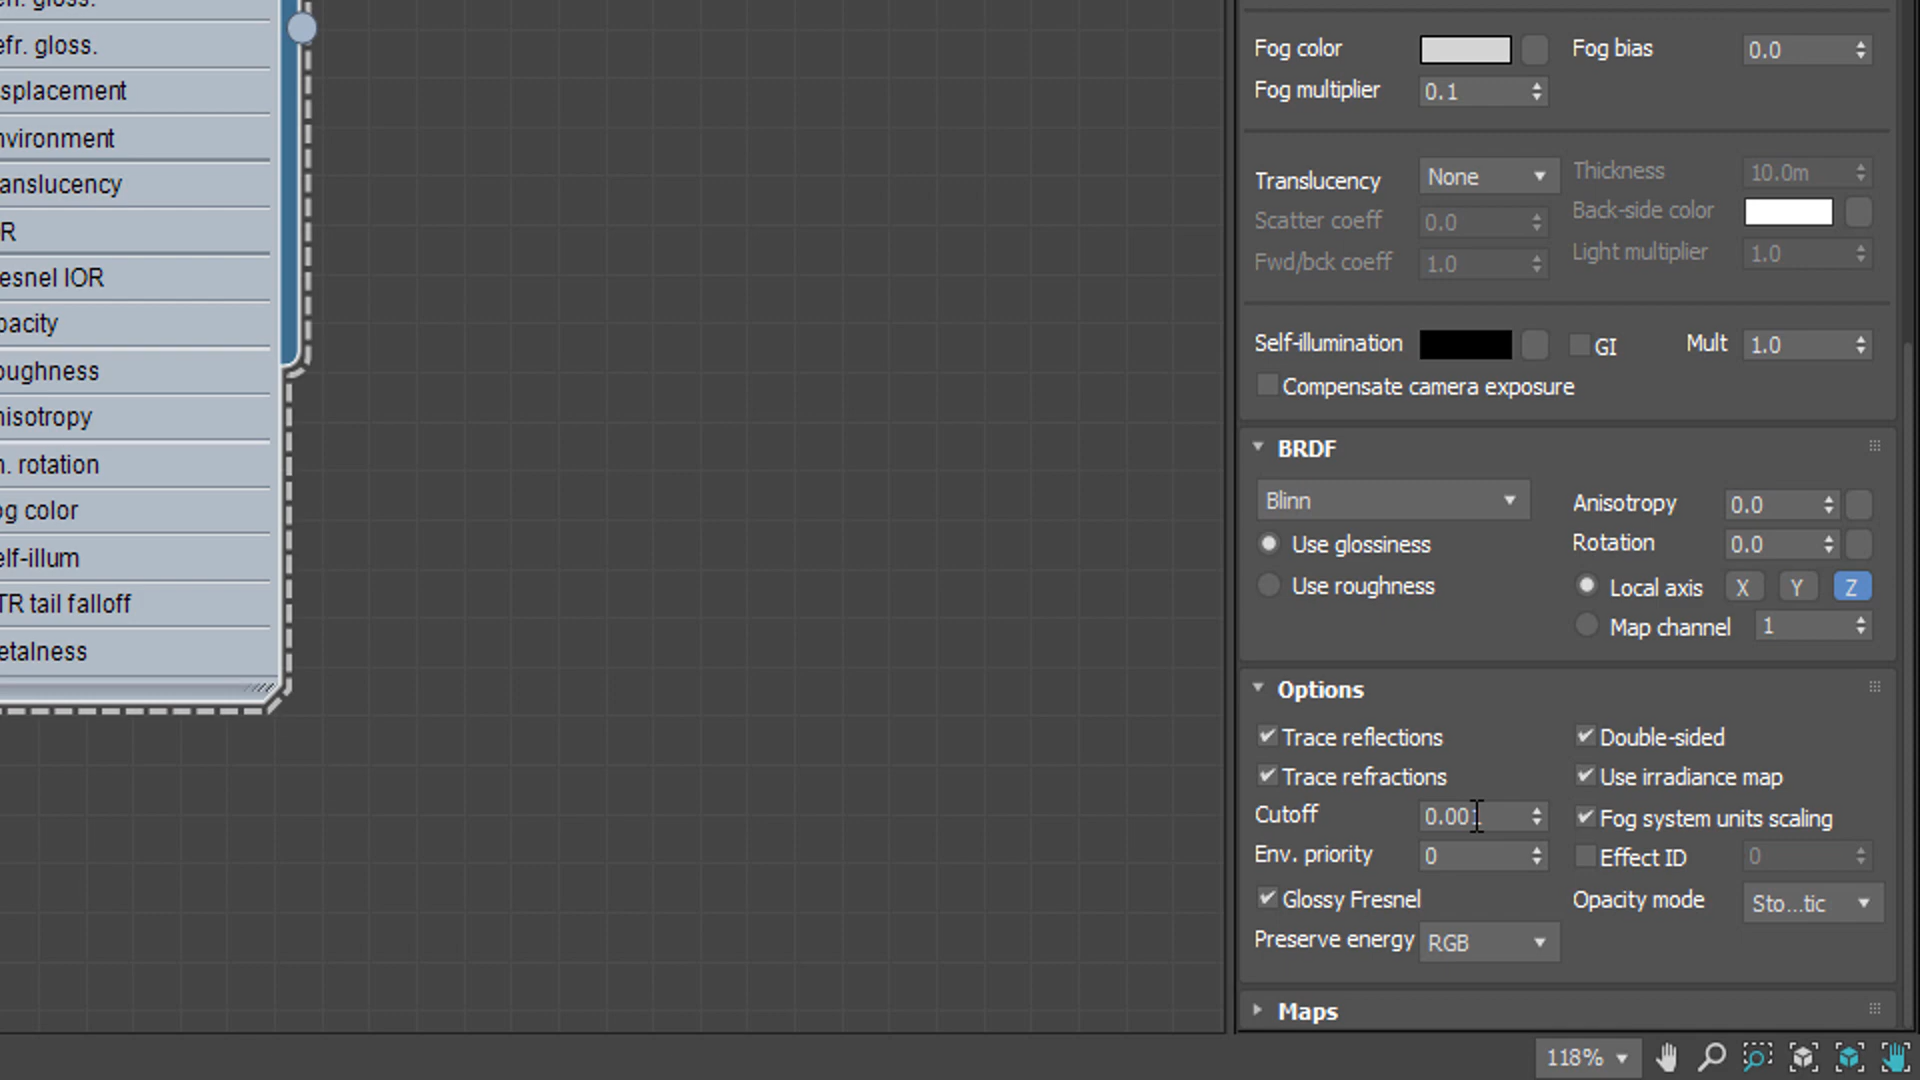 efr. gloss.
splacement
nvironment
anslucency
R
esnel IOR
pacity
oughness
nisotropy
n. rotation
og color
elf-illum
TR tail falloff
etalness
Fog color
Fog bias 0.0
Fog multiplier 0.1
Translucency None
Thickness 10.0m
Scatter coeff 0.0
Back-side color
Fwd/bck coeff 1.0
Light multiplier 1.0
Self-illumination
GI
Mult 1.0
Compensate camera exposure
BRDF
Blinn
Anisotropy 0.0
Use glossiness
Rotation 0.0
Use roughness
Local axis X Y Z
Map channel 1
Options
Trace reflections
Double-sided
Trace refractions
Use irradiance map
Cutoff 0.001
Fog system units scaling
Env. priority 0
Effect ID 0
Glossy Fresnel
Opacity mode Sto...tic
Preserve energy RGB
Maps
118%